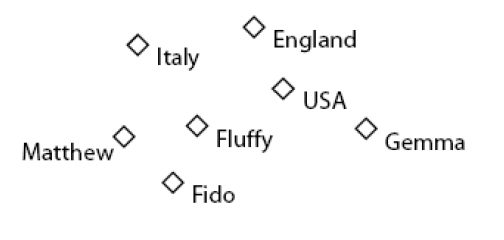 England
Italy
USA
Fluffy
Gemma
Matthew
Fido